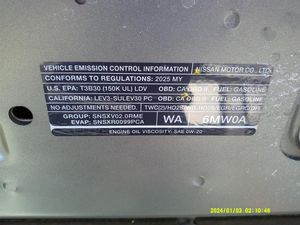 VEHICLE EMISSION CONTROL INFORMATION NISSAN MOTOR CO., LTD.
CONFORMS TO REGULATIONS: 2025 MY
U.S. EPA: T3B30 (150K UL) LDV OBD: CA OBD II FUEL: GASOLINE
CALIFORNIA: LEV3-SULEV30 PC OBD: CA OBD II FUEL: GASOLINE
NO ADJUSTMENTS NEEDED.
GROUP: SNSXV02.0RME
EVAP: SNSXR0099PCA
WA 6MW0A
ENGINE OIL VISCOSITY: SAE 0W-20
2024/01/03 02:10:46